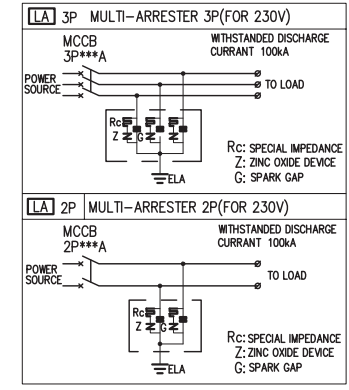 LA 3P MULTI-ARRESTER 3P(FOR 230V)
MCCB
3P***A
WITHSTANDED DISCHARGE
CURRANT 100kA
POWER
SOURCE
TO LOAD
Rc
Z G
ELA
Rc: SPECIAL IMPEDANCE
Z: ZINC OXIDE DEVICE
G: SPARK GAP
LA 2P MULTI-ARRESTER 2P(FOR 230V)
MCCB
2P***A
WITHSTANDED DISCHARGE
CURRANT 100kA
POWER
SOURCE
TO LOAD
Rc
Z G
ELA
Rc: SPECIAL IMPEDANCE
Z: ZINC OXIDE DEVICE
G: SPARK GAP